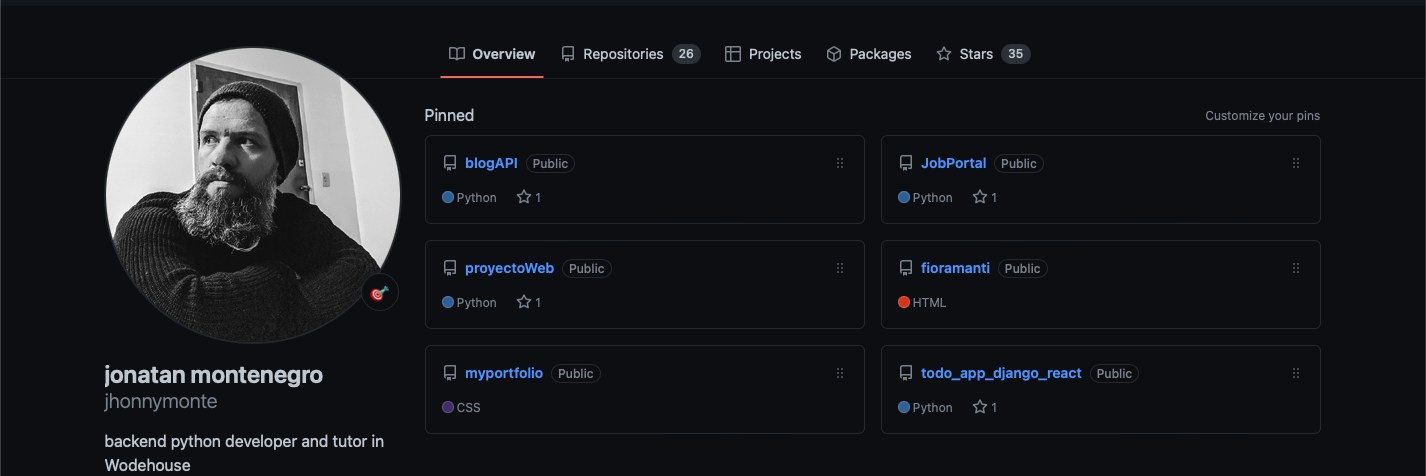 Overview Repositories 26 Projects Packages Stars 35
Pinned Customize your pins
blogAPI Public
Python 1
JobPortal Public
Python 1
proyectoWeb Public
Python 1
fioramanti Public
HTML
myportfolio Public
CSS
todo_app_django_react Public
Python 1
jonatan montenegro
jhonnymonte
backend python developer and tutor in
Wodehouse